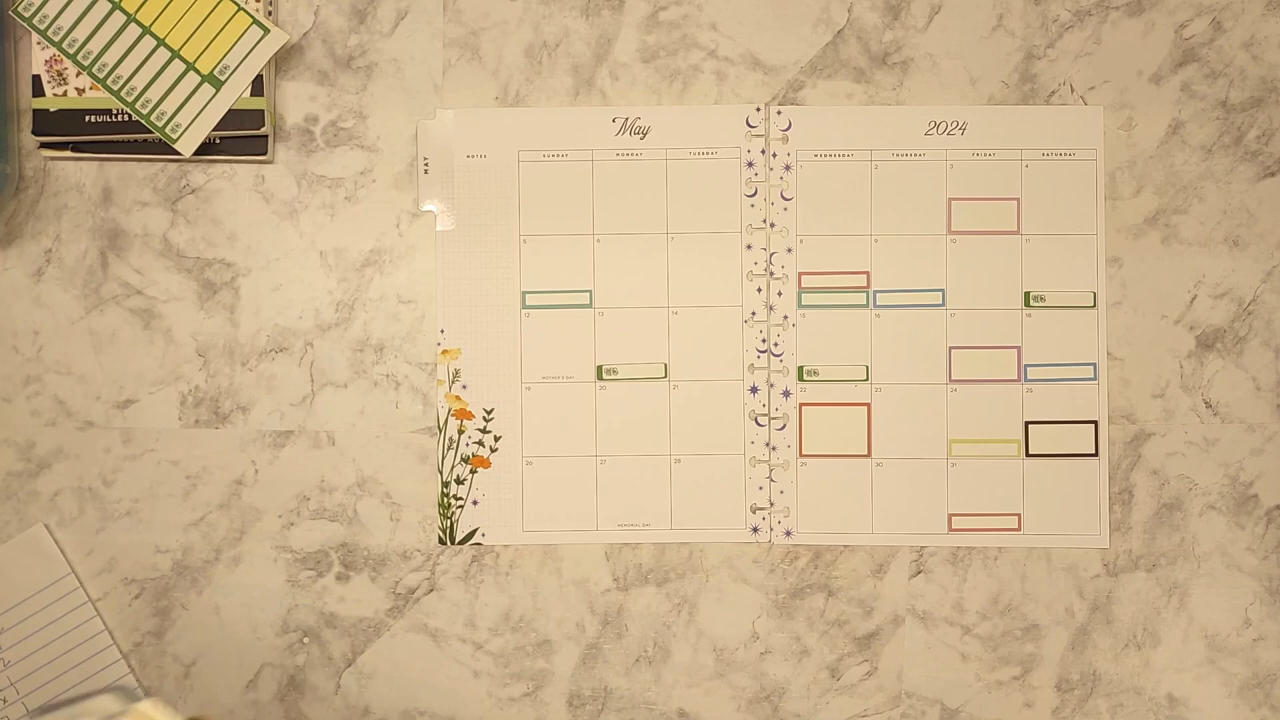 FEUILLES D
MAY
May
2024
NOTES
SUNDAY MONDAY TUESDAY WEDNESDAY THURSDAY FRIDAY SATURDAY
1 2 3 4
5 6 7 8 9 10 11
12 13 14 15 16 17 18
MOTHER'S DAY
19 20 21 22 23 24 25
26 27 28 29 30 31
MEMORIAL DAY